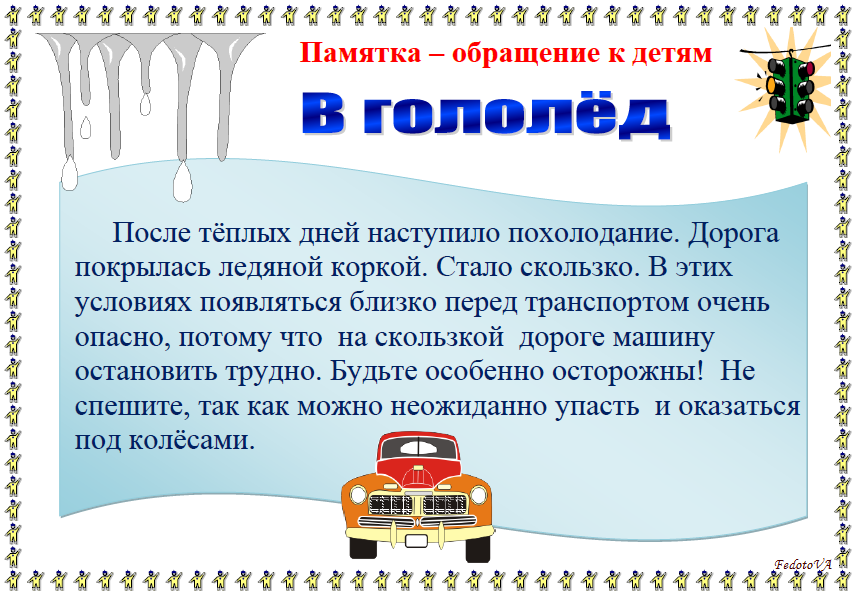 Памятка – обращение к детям
В гололёд
После тёплых дней наступило похолодание. Дорога
покрылась ледяной коркой. Стало скользко. В этих
условиях появляться близко перед транспортом очень
опасно, потому что на скользкой дороге машину
остановить трудно. Будьте особенно осторожны! Не
спешите, так как можно неожиданно упасть и оказаться
под колёсами.
FedotoVA